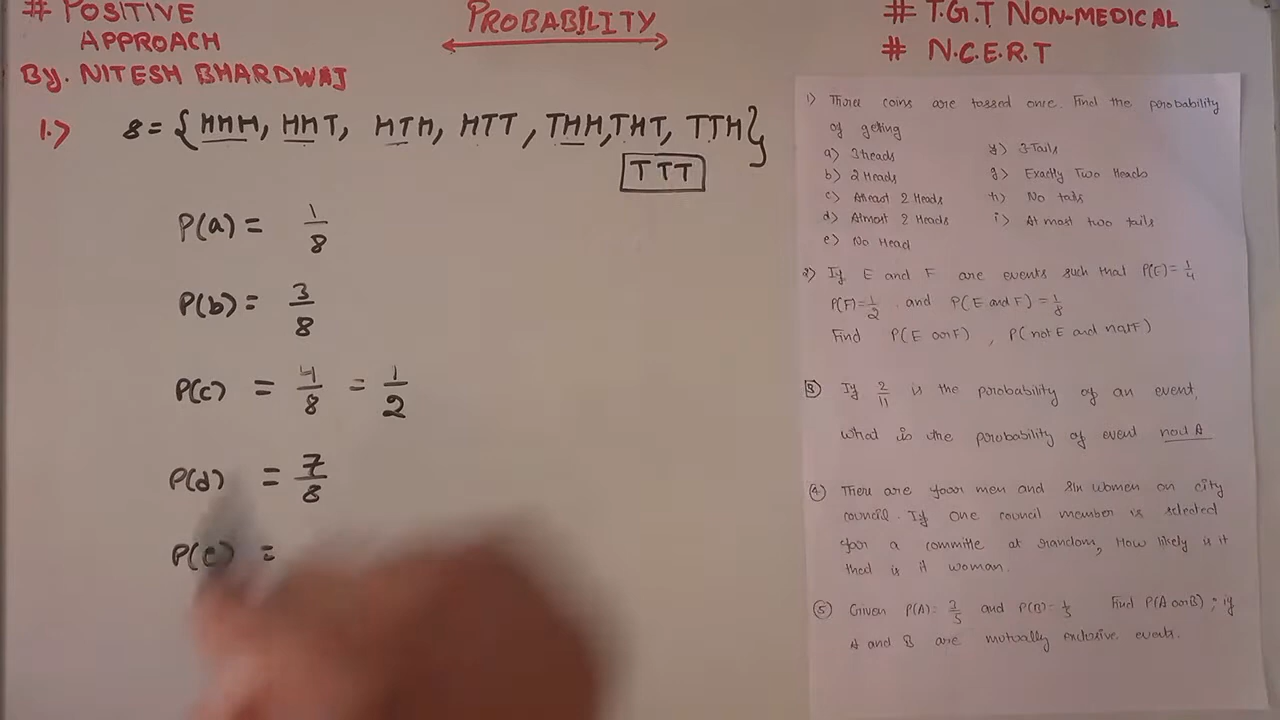 # POSITIVE
APPROACH
By. NITESH BHARDWAJ
PROBABILITY
# T.G.T NON-MEDICAL
# N.C.E.R.T
1.> S = {HHH, HHT, HTH, HTT, THH, THT, TTH}
TTT
P(a) = 1/8
P(b) = 3/8
P(c) = 4/8 = 1/2
P(d) = 7/8
P(e) =
1) Three coins are tossed once. Find the probability
of geting
a) 3 heads
b) 2 Heads
c) Atleast 2 Heads
d) Atmost 2 Heads
e) No Head
f) 3 Tails
g) Exactly Two Heads
h) No tails
i) At most two tails
2) If E and F are events such that P(E)= 1/4
P(F)= 1/2 . and P(E and F) = 1/8
Find P(E or F) , P(not E and not F)
3 If 2/11 is the probability of an event,
what is the probability of event not A
4 There are four men and six women on city
council. If one council member is selected
for a committe at random, How likely is it
that is it woman.
5 Given P(A)= 3/5 and P(B)= 1/5 Find P(A or B) ; if
A and B are mutually exclusive events.